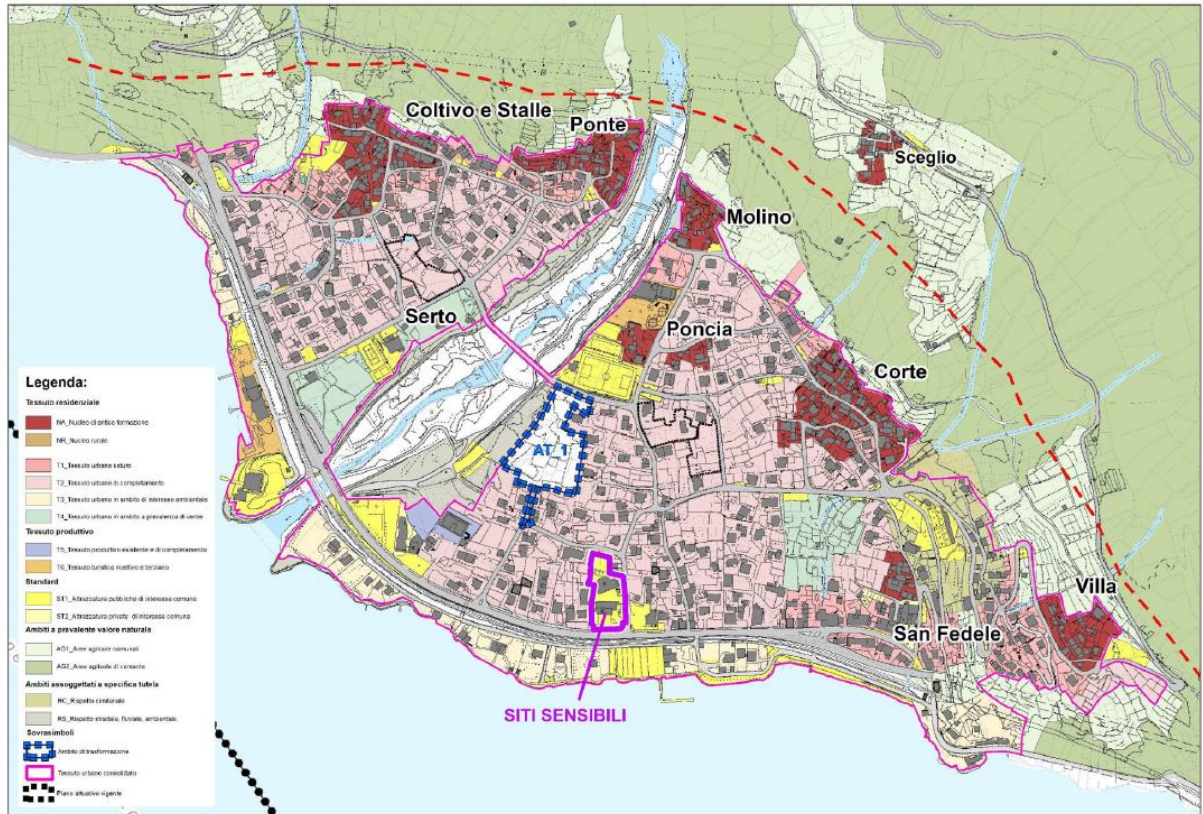 Coltivo e Stalle
Ponte
Sceglio
Molino
Serto
Poncia
Corte
AT_1
Villa
San Fedele
SITI SENSIBILI
Legenda:
Tessuto residenziale
NA_Nucleo di antica formazione
NR_Nucleo rurale
T1_Tessuto urbano saturo
T2_Tessuto urbano di completamento
T3_Tessuto urbano in ambito di interesse ambientale
T4_Tessuto urbano in ambito a prevalenza di verde
Tessuto produttivo
T5_Tessuto produttivo esistente e di completamento
T6_Tessuto turistico ricettivo e terziario
Standard
ST1_Attrezzatura pubbliche di interesse comune
ST2_Attrezzatura private di interesse comune
Ambiti a prevalente valore naturale
AG1_Aree agricole comunali
AG2_Aree agricole di versante
Ambiti assoggettati a specifica tutela
RC_Rispetto cimiteriale
RS_Rispetto stradale, fluviale, ambientale
Sovrasimboli
Ambito di trasformazione
Tessuto urbano consolidato
Piano attuativo vigente